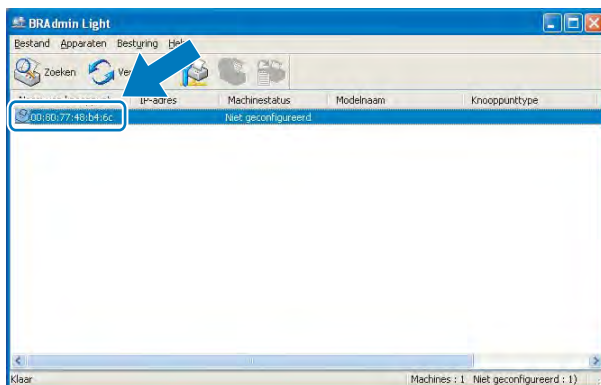 BRAdmin Light
Bestand Apparaten Besturing
Zoeken
IP-adres Machinestatus Modelnaam Knooppunttype
00:80:77:48:b4:6c Niet geconfigureerd
Klaar Machines : 1 Niet geconfigureerd : 1)